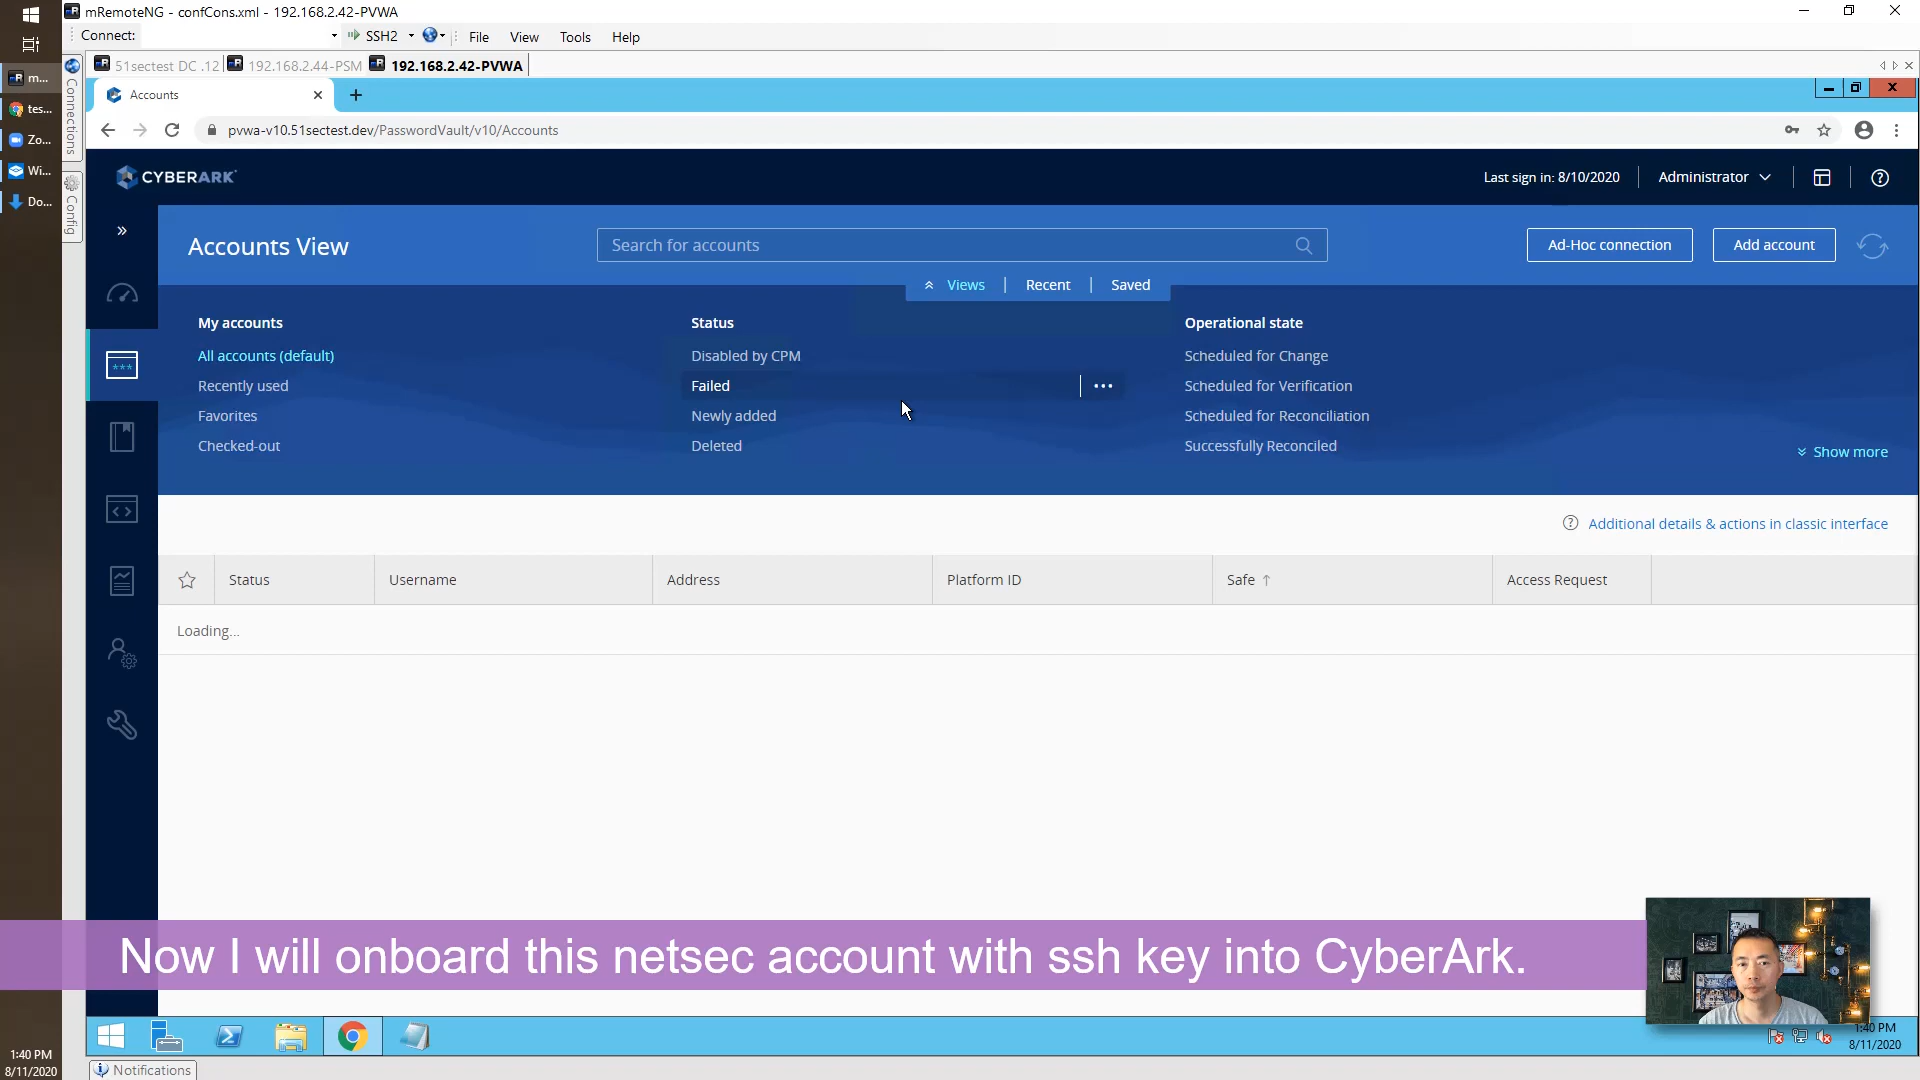 mRemoteNG - confCons.xml - 192.168.2.42-PVWA
Connect:
SSH2
File
View
Tools
Help
m...
tes...
Zo...
Wi...
Do...
Connections
Config
51sectest DC .12
192.168.2.44-PSM
192.168.2.42-PVWA
Accounts
pvwa-v10.51sectest.dev/PasswordVault/v10/Accounts
CYBERARK
Last sign in: 8/10/2020
Administrator
Accounts View
Search for accounts
Ad-Hoc connection
Add account
Views
Recent
Saved
My accounts
All accounts (default)
Recently used
Favorites
Checked-out
Status
Disabled by CPM
Failed
Newly added
Deleted
Operational state
Scheduled for Change
Scheduled for Verification
Scheduled for Reconciliation
Successfully Reconciled
Show more
Additional details & actions in classic interface
Status
Username
Address
Platform ID
Safe
Access Request
Loading...
Now I will onboard this netsec account with ssh key into CyberArk.
1:40 PM
8/11/2020
1:40 PM
8/11/2020
Notifications